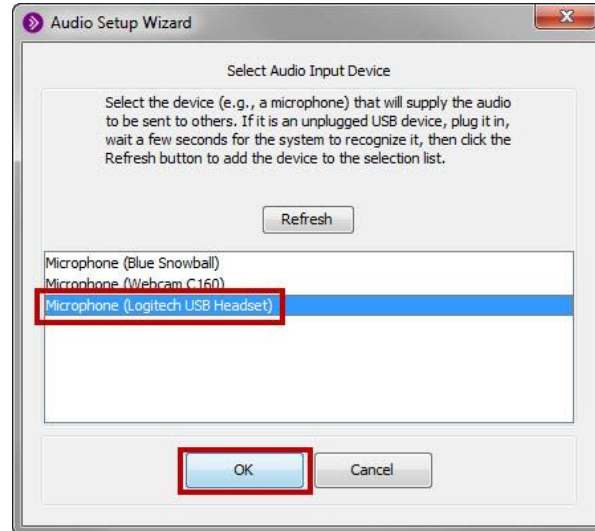 Audio Setup Wizard
Select Audio Input Device
Select the device (e.g., a microphone) that will supply the audio
to be sent to others. If it is an unplugged USB device, plug it in,
wait a few seconds for the system to recognize it, then click the
Refresh button to add the device to the selection list.
Refresh
Microphone (Blue Snowball)
Microphone (Webcam C160)
Microphone (Logitech USB Headset)
OK Cancel